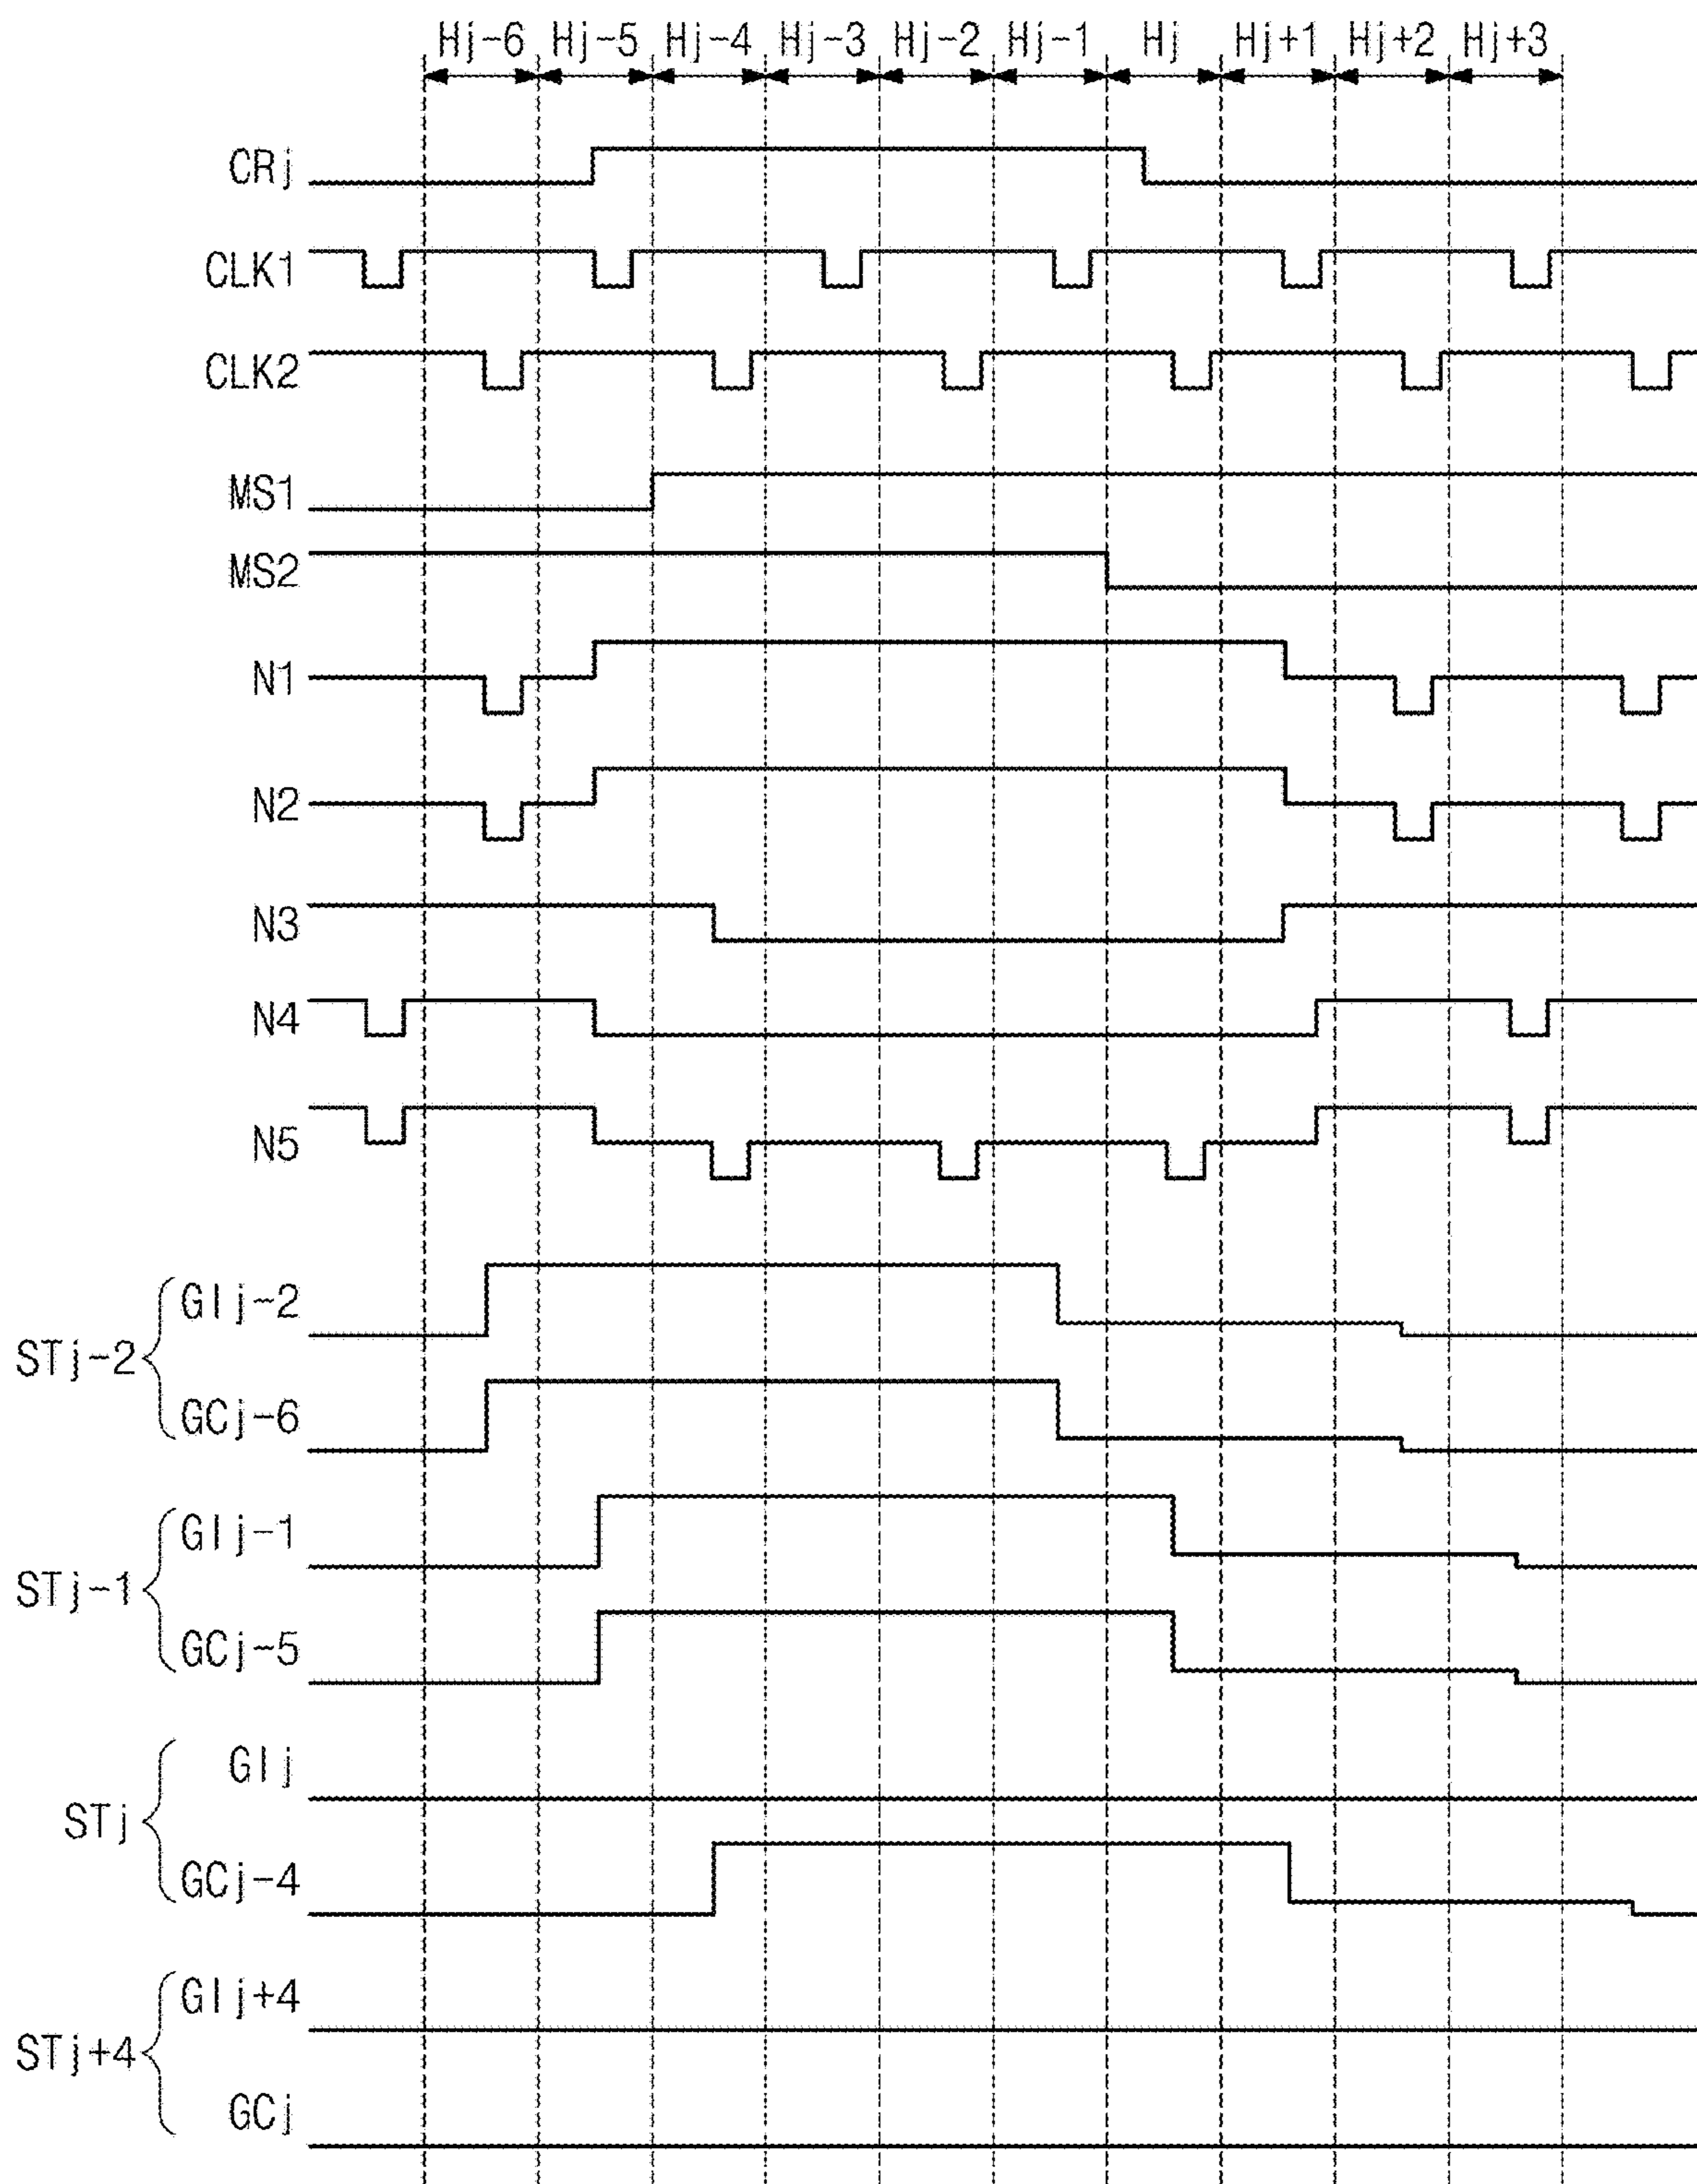 Hj-6 Hj-5 Hj-4 Hj-3 Hj-2 Hj-1 Hj Hj+1 Hj+2 Hj+3
CRj
CLK1
CLK2
MS1
MS2
N1
N2
N3
N4
N5
STj-2
GIj-2
GCj-6
STj-1
GIj-1
GCj-5
STj
GIj
GCj-4
STj+4
GIj+4
GCj